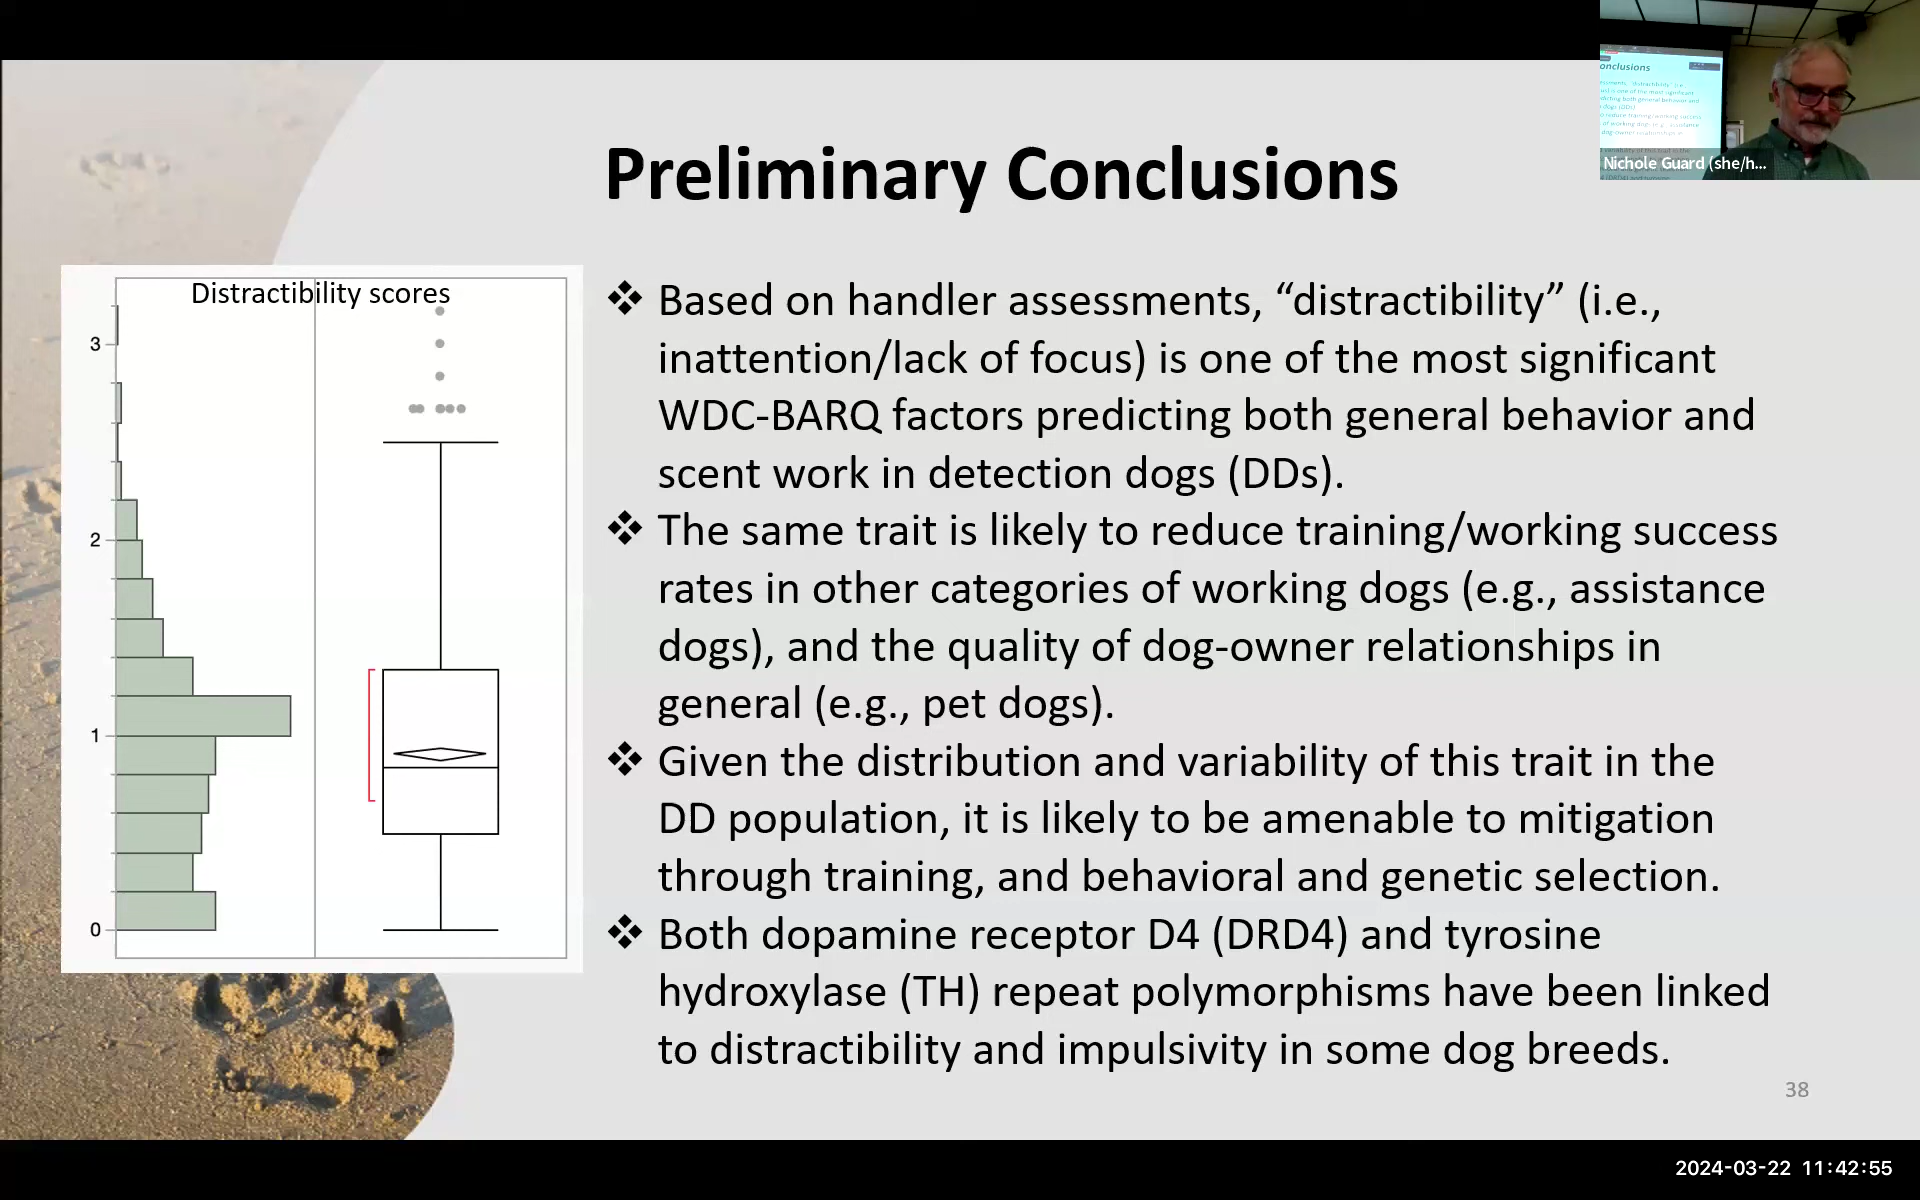 Preliminary Conclusions
Nichole Guard (she/h...
Distractibility scores
3
2
1
0
❖ Based on handler assessments, “distractibility” (i.e.,
inattention/lack of focus) is one of the most significant
WDC-BARQ factors predicting both general behavior and
scent work in detection dogs (DDs).
❖ The same trait is likely to reduce training/working success
rates in other categories of working dogs (e.g., assistance
dogs), and the quality of dog-owner relationships in
general (e.g., pet dogs).
❖ Given the distribution and variability of this trait in the
DD population, it is likely to be amenable to mitigation
through training, and behavioral and genetic selection.
❖ Both dopamine receptor D4 (DRD4) and tyrosine
hydroxylase (TH) repeat polymorphisms have been linked
to distractibility and impulsivity in some dog breeds.
38
2024-03-22 11:42:55